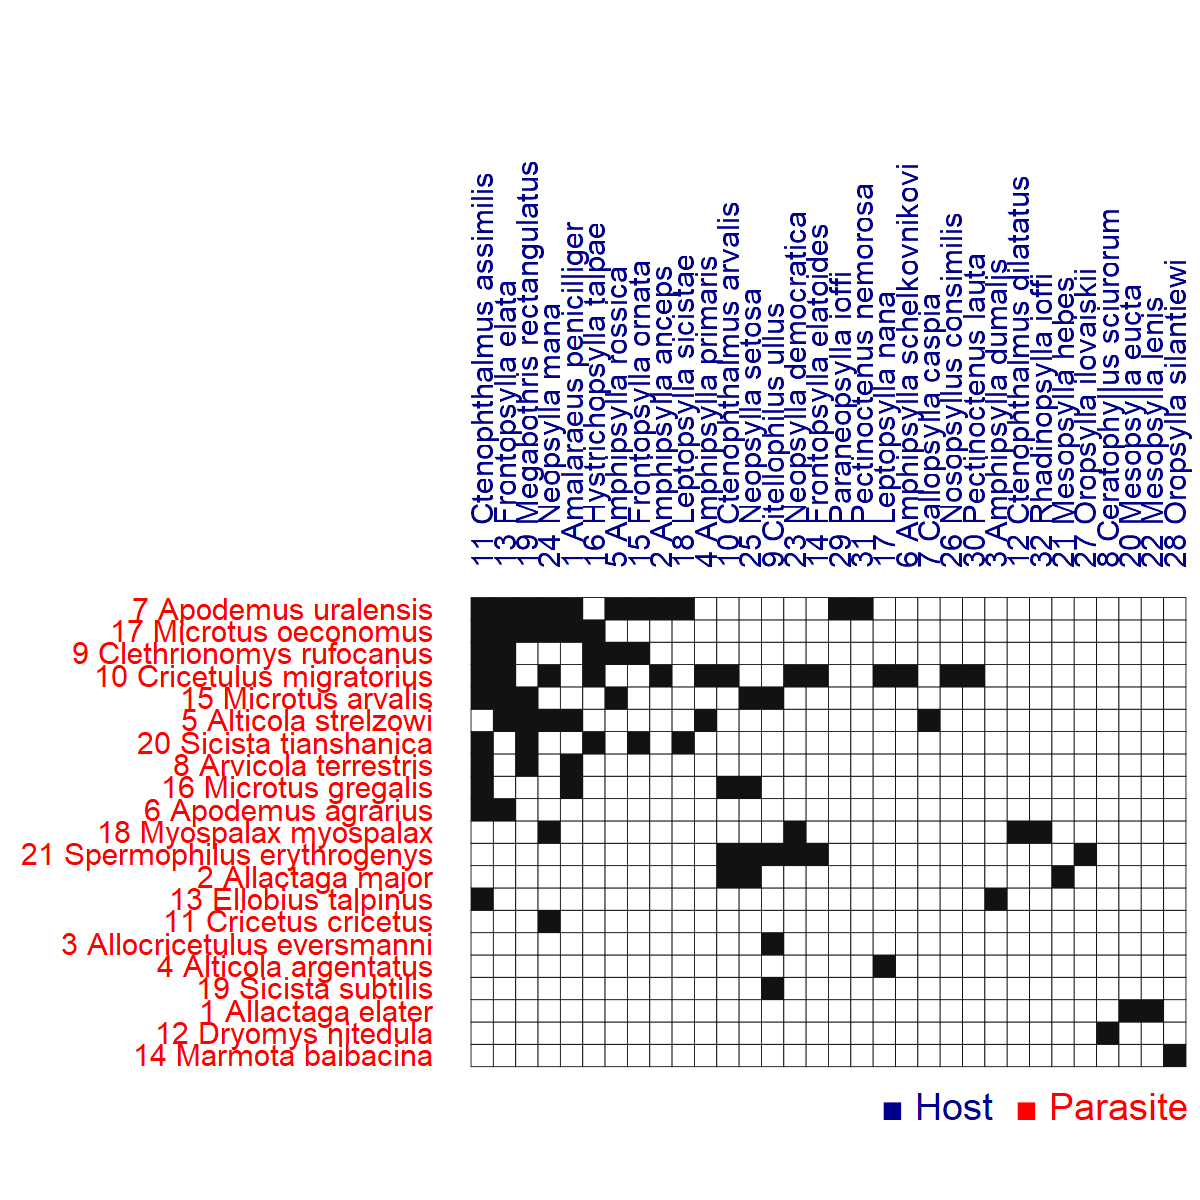 11 Ctenophthalmus assimilis
13 Frontopsylla elata
19 Megabothris rectangulatus
24 Neopsylla mana
1 Amalaraeus penicilliger
16 Hystrichopsylla talpae
5 Amphipsylla rossica
15 Frontopsylla ornata
2 Amphipsylla anceps
18 Leptopsylla sicistae
4 Amphipsylla primaris
10 Ctenophthalmus arvalis
25 Neopsylla setosa
9 Citellophilus ullus
23 Neopsylla democratica
14 Frontopsylla elatoides
29 Paraneopsylla ioffi
31 Pectinoctenus nemorosa
17 Leptopsylla nana
6 Amphipsylla schelkovnikovi
7 Callopsylla caspia
26 Nosopsyllus consimilis
30 Pectinoctenus lauta
3 Amphipsylla dumalis
12 Ctenophthalmus dilatatus
32 Rhadinopsylla ioffi
21 Mesopsylla hebes
27 Oropsylla ilovaiskii
8 Ceratophyllus sciurorum
20 Mesopsylla eucta
22 Mesopsylla lenis
28 Oropsylla silantiewi
7 Apodemus uralensis
17 Microtus oeconomus
9 Clethrionomys rufocanus
10 Cricetulus migratorius
15 Microtus arvalis
5 Alticola strelzowi
20 Sicista tianshanica
8 Arvicola terrestris
16 Microtus gregalis
6 Apodemus agrarius
18 Myospalax myospalax
21 Spermophilus erythrogenys
2 Allactaga major
13 Ellobius talpinus
11 Cricetus cricetus
3 Allocricetulus eversmanni
4 Alticola argentatus
19 Sicista subtilis
1 Allactaga elater
12 Dryomys nitedula
14 Marmota baibacina
Host Parasite